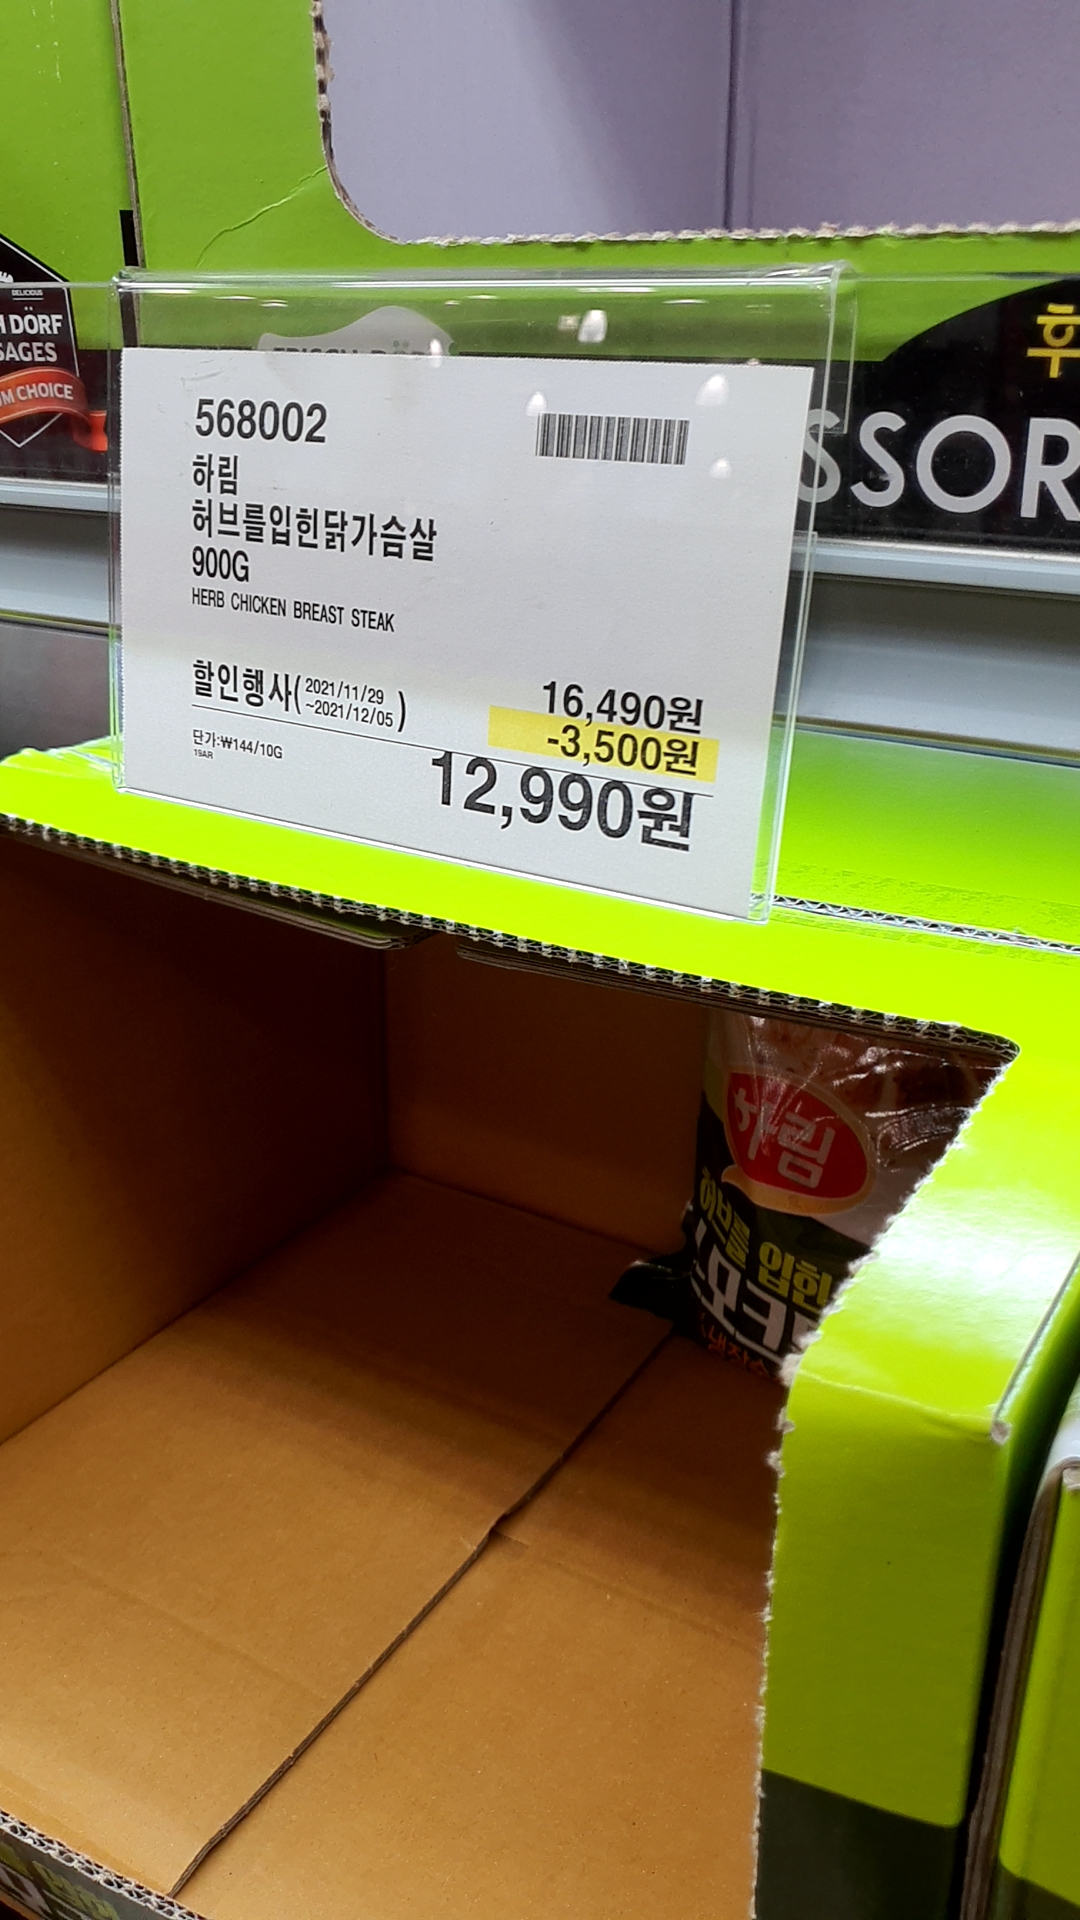 DELICIOUS
H DÖRF
SAGES
UM CHOICE
SSOR
568002
하림
허브를입힌닭가슴살
900G
HERB CHICKEN BREAST STEAK
할인행사(2021/11/29
~2021/12/05)
16,490원
-3,500원
단가:₩144/10G
19AR
12,990원
하림
허브를 입힌